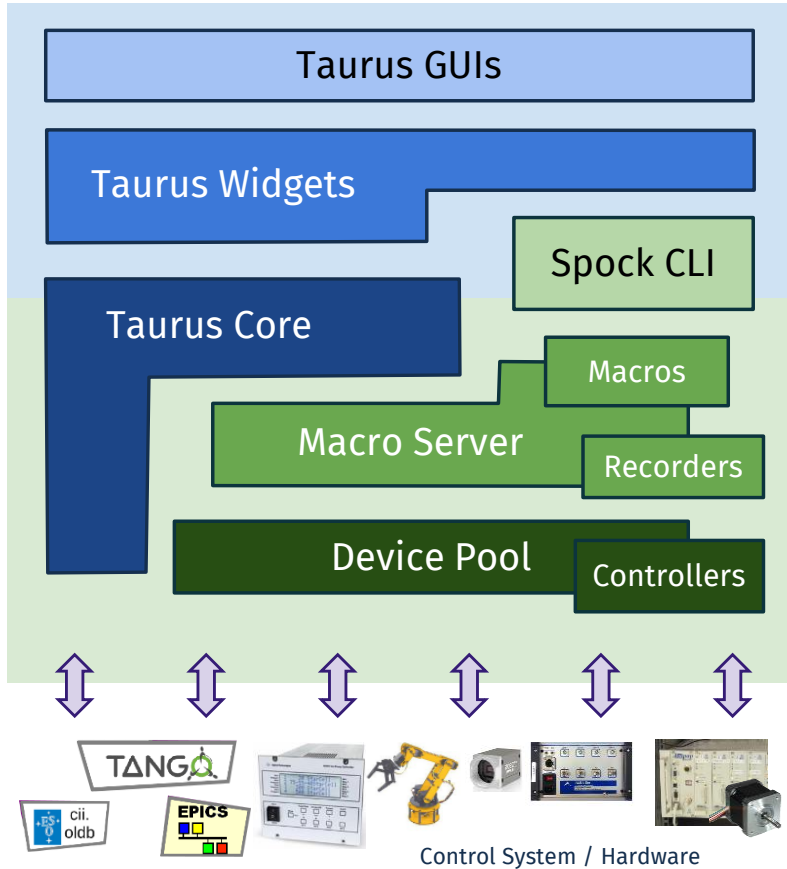 Taurus GUIs
Taurus Widgets
Spock CLI
Taurus Core
Macros
Macro Server
Recorders
Device Pool
Controllers
TANGO
cii.
oldb
ES
O
EPICS
Control System / Hardware